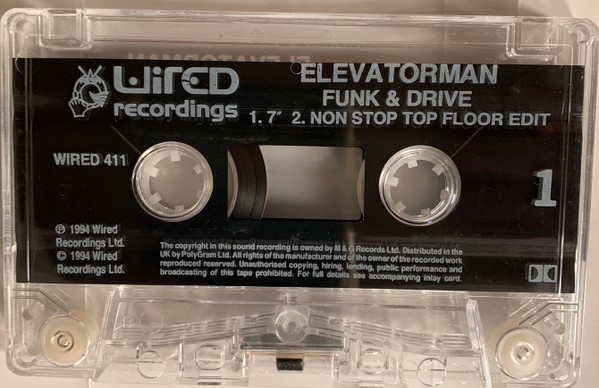 WiRED
recordings
ELEVATORMAN
FUNK & DRIVE
1. 7" 2. NON STOP TOP FLOOR EDIT
WIRED 411
1
℗ 1994 Wired
Recordings Ltd.
© 1994 Wired
Recordings Ltd.
The copyright in this sound recording is owned by M & G Records Ltd. Distributed in the
UK by PolyGram Ltd. All rights of the manufacturer and of the owner of the recorded work
reproduced reserved. Unauthorised copying, hiring, lending, public performance and
broadcasting of this tape prohibited. For full details see accompanying inlay card.